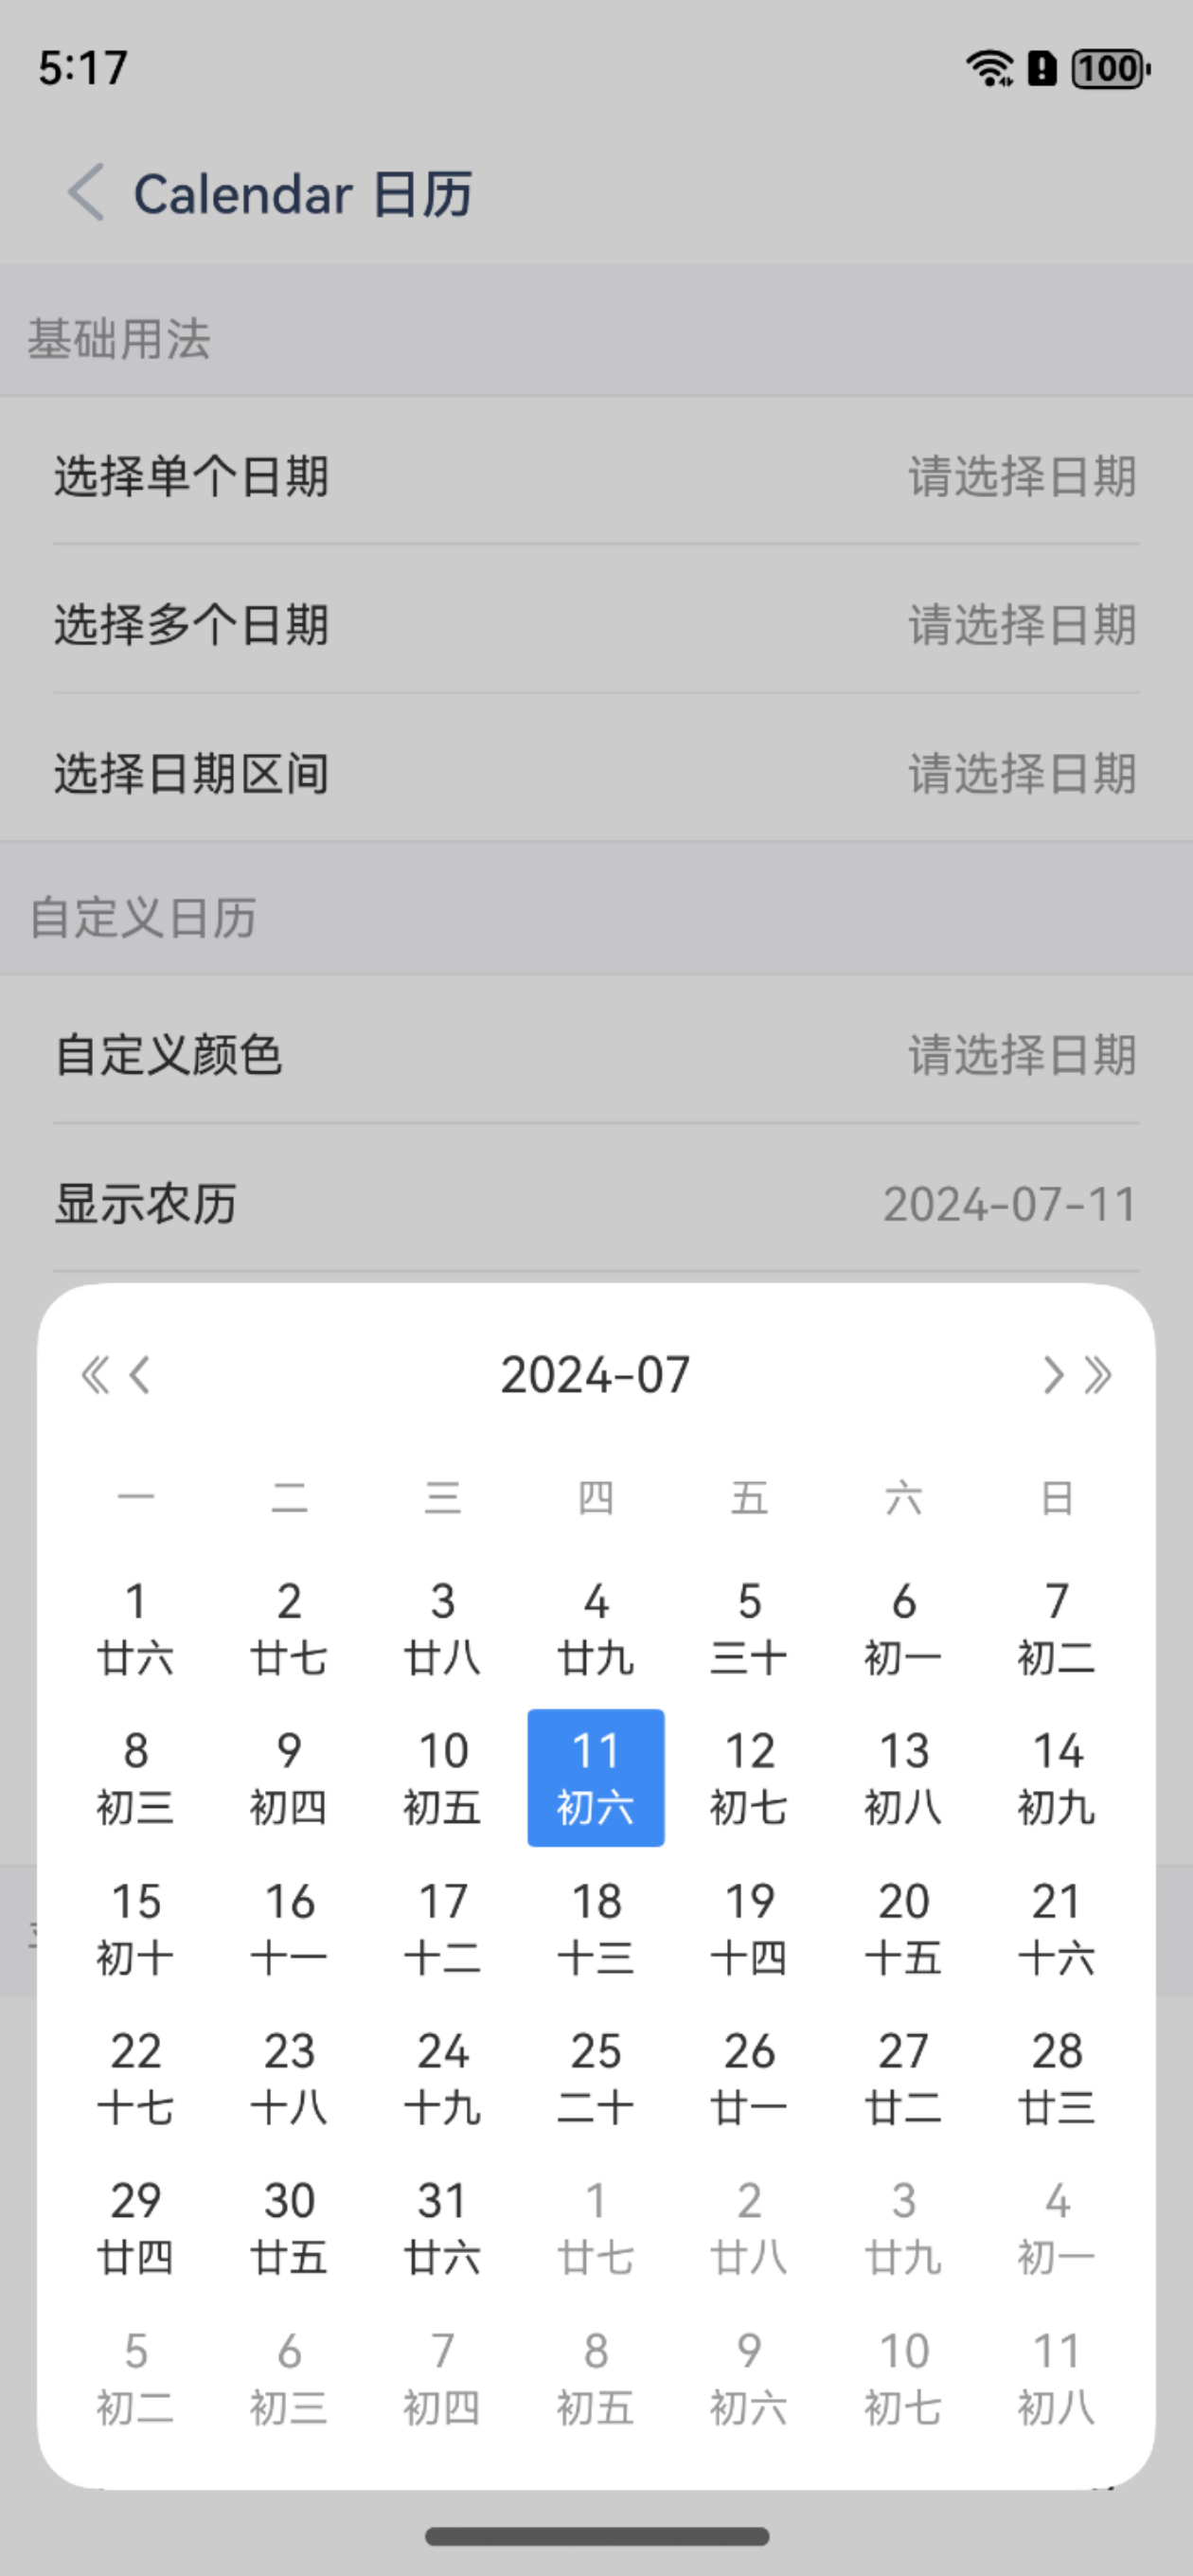 5:17
100
Calendar 日历
基础用法
选择单个日期 请选择日期
选择多个日期 请选择日期
选择日期区间 请选择日期
自定义日历
自定义颜色 请选择日期
显示农历 2024-07-11
2024-07
一 二 三 四 五 六 日
1 2 3 4 5 6 7
廿六 廿七 廿八 廿九 三十 初一 初二
8 9 10 11 12 13 14
初三 初四 初五 初六 初七 初八 初九
15 16 17 18 19 20 21
初十 十一 十二 十三 十四 十五 十六
22 23 24 25 26 27 28
十七 十八 十九 二十 廿一 廿二 廿三
29 30 31 1 2 3 4
廿四 廿五 廿六 廿七 廿八 廿九 初一
5 6 7 8 9 10 11
初二 初三 初四 初五 初六 初七 初八